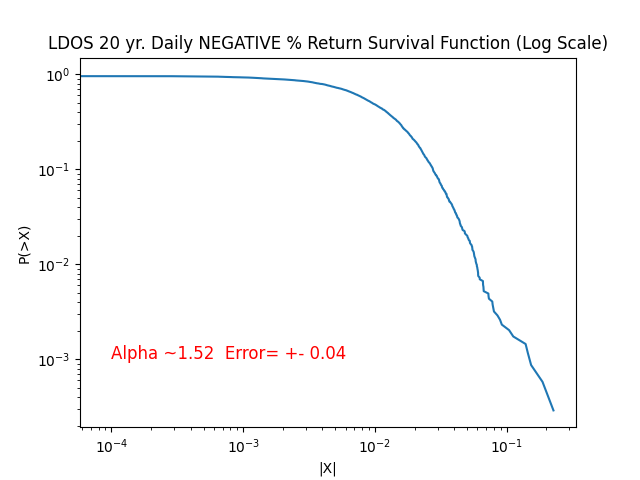 LDOS 20 yr. Daily NEGATIVE % Return Survival Function (Log Scale)
10⁰
10⁻¹
10⁻²
10⁻³
P(>X)
Alpha ~1.52  Error= +- 0.04
10⁻⁴ 10⁻³ 10⁻² 10⁻¹
|X|